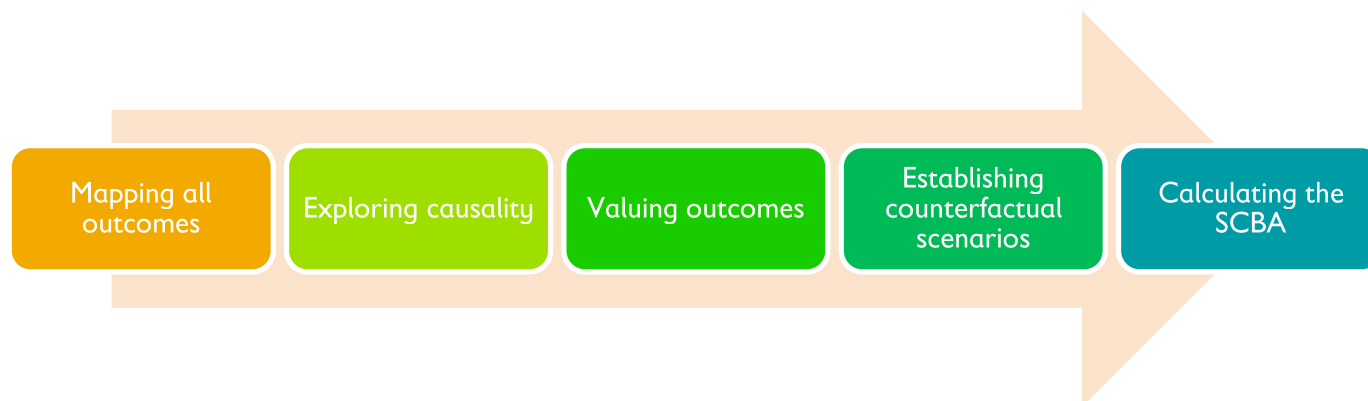 Mapping all
outcomes
Exploring causality
Valuing outcomes
Establishing
counterfactual
scenarios
Calculating the
SCBA